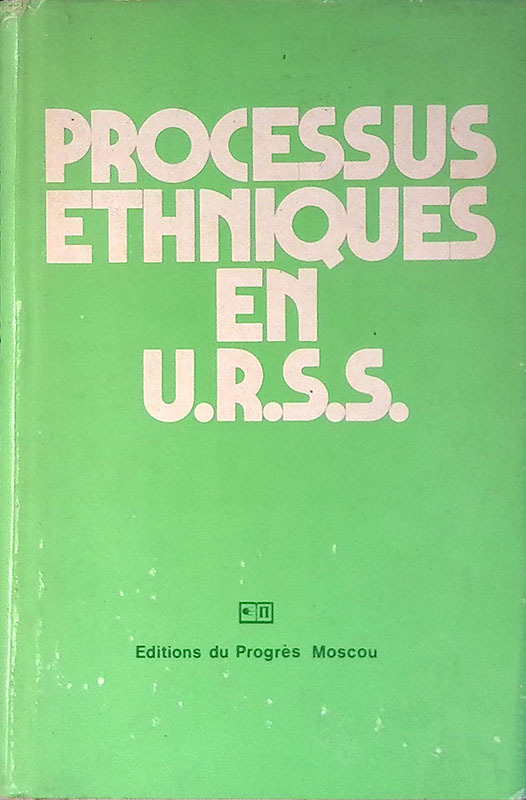 PROCESSUS
ETHNIQUES
EN
U.R.S.S.
П
Editions du Progrès Moscou